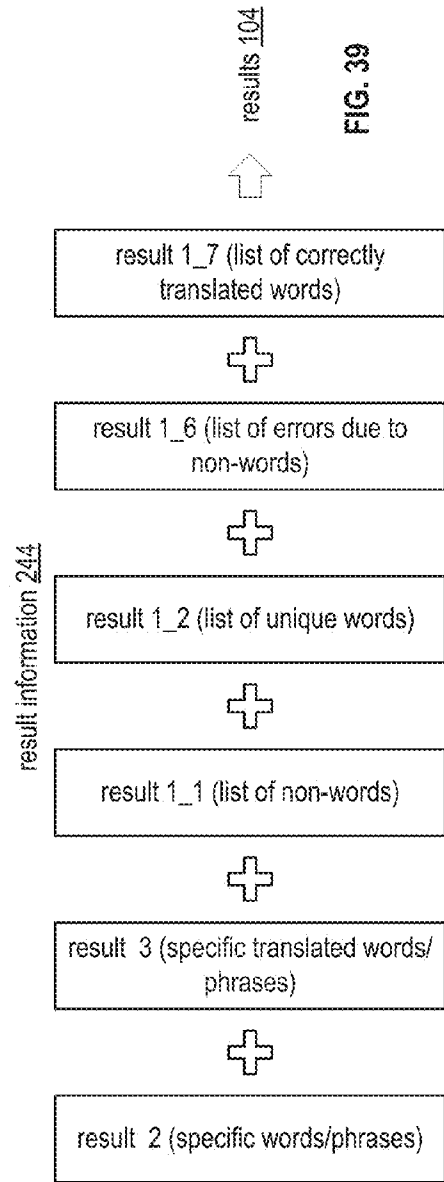 result information 244
result 2 (specific words/phrases)
result 3 (specific translated words/
phrases)
result 1_1 (list of non-words)
result 1_2 (list of unique words)
result 1_6 (list of errors due to
non-words)
result 1_7 (list of correctly
translated words)
results 104
FIG. 39